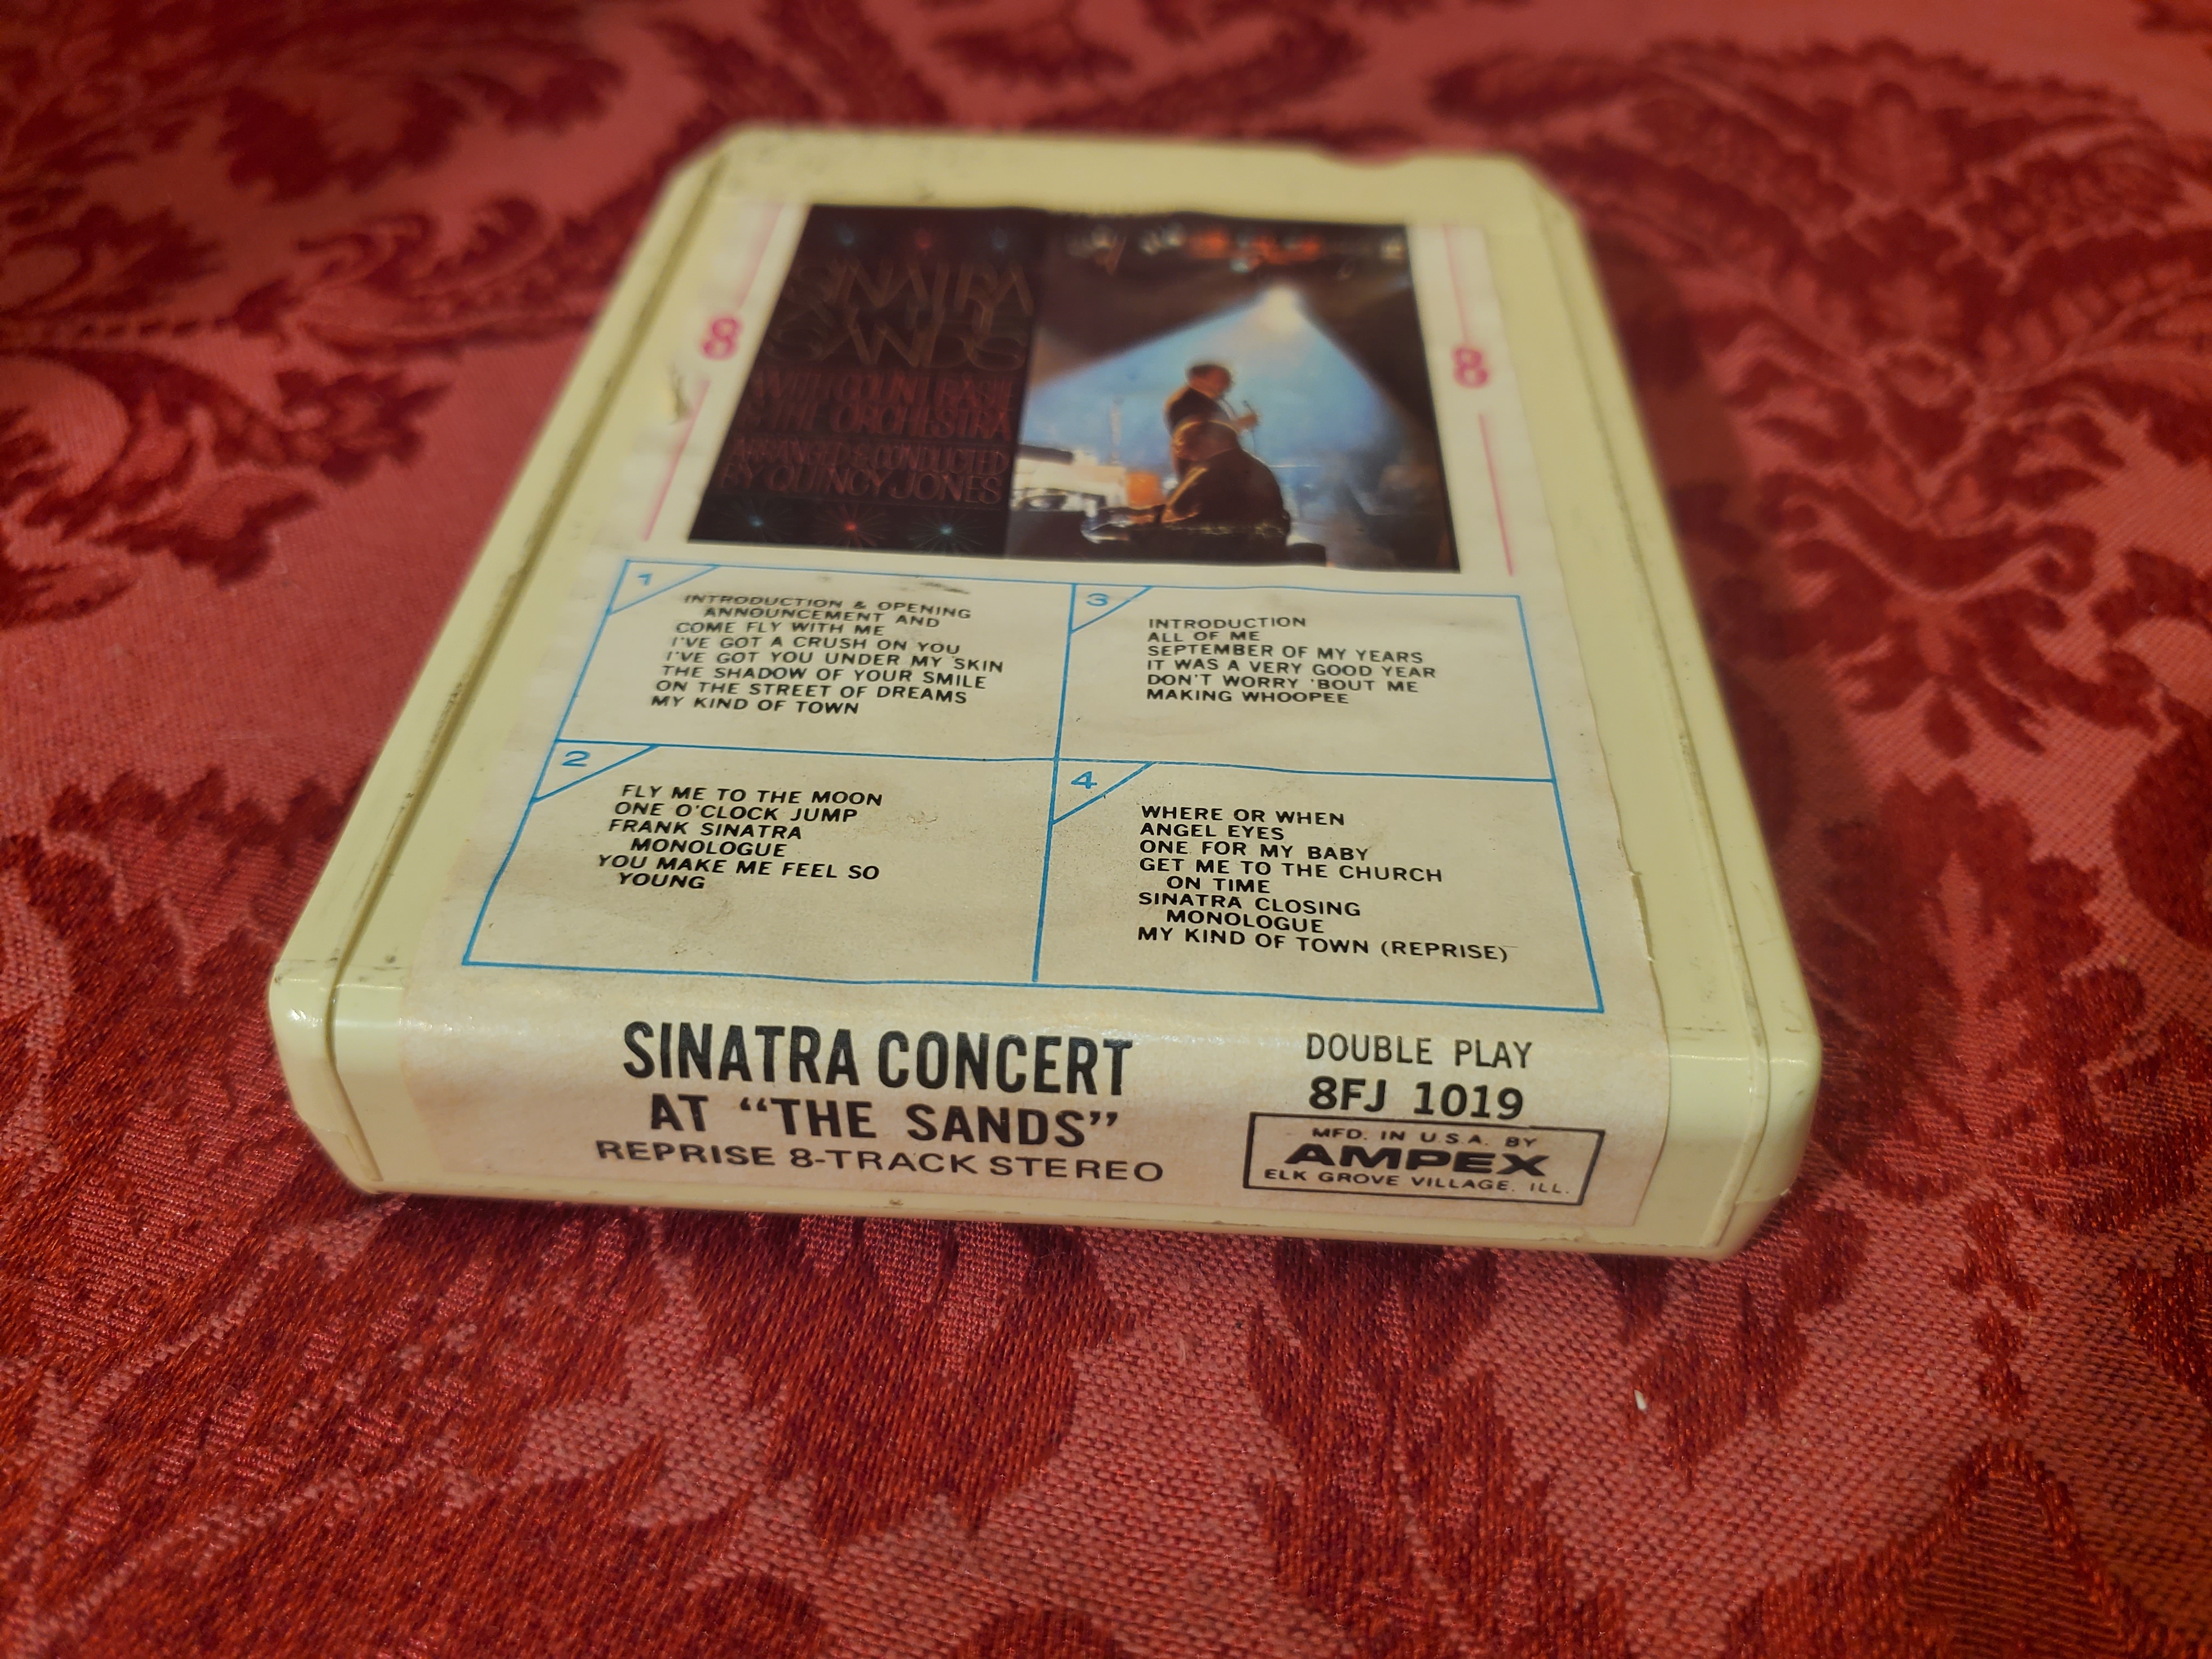 SINATRA
SANDS
WITH COUNT BASIE
& THE ORCHESTRA
ARRANGED & CONDUCTED
BY QUINCY JONES
8
8
1
INTRODUCTION & OPENING
ANNOUNCEMENT AND
COME FLY WITH ME
I'VE GOT A CRUSH ON YOU
I'VE GOT YOU UNDER MY SKIN
THE SHADOW OF YOUR SMILE
ON THE STREET OF DREAMS
MY KIND OF TOWN
2
FLY ME TO THE MOON
ONE O'CLOCK JUMP
FRANK SINATRA
MONOLOGUE
YOU MAKE ME FEEL SO
YOUNG
3
INTRODUCTION
ALL OF ME
SEPTEMBER OF MY YEARS
IT WAS A VERY GOOD YEAR
DON'T WORRY 'BOUT ME
MAKING WHOOPEE
4
WHERE OR WHEN
ANGEL EYES
ONE FOR MY BABY
GET ME TO THE CHURCH
ON TIME
SINATRA CLOSING
MONOLOGUE
MY KIND OF TOWN (REPRISE)
SINATRA CONCERT
AT "THE SANDS"
REPRISE 8-TRACK STEREO
DOUBLE PLAY
8FJ 1019
MFD. IN U.S.A. BY
AMPEX
ELK GROVE VILLAGE, ILL.